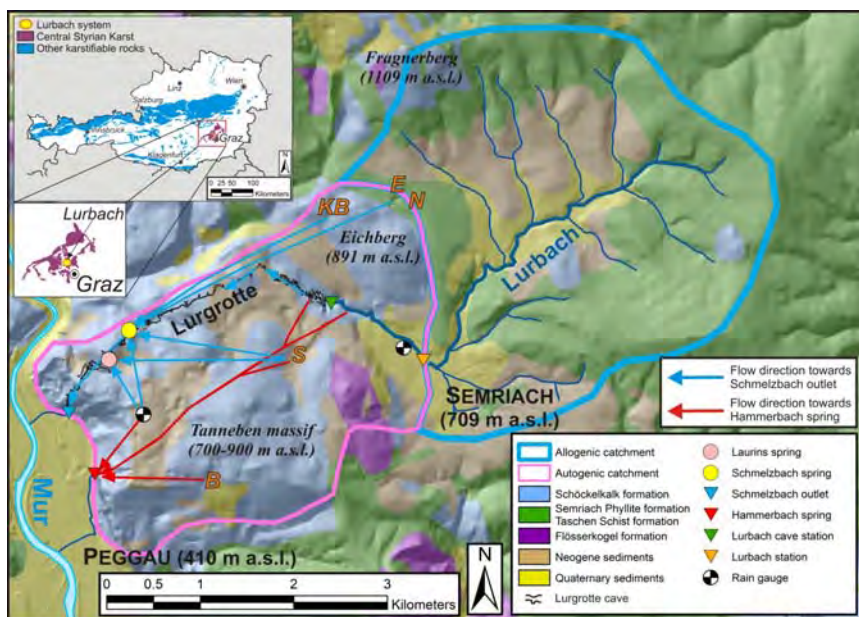 Lurbach system
Central Styrian Karst
Other karstifiable rocks
Linz
Wien
Salzburg
Innsbruck
Graz
Klagenfurt
N
0 25 50 100
Kilometers
Lurbach
Graz
Fragnerberg
(1109 m a.s.l.)
E
N
KB
Eichberg
(891 m a.s.l.)
Lurbach
Lurgrotte
S
SEMRIACH
(709 m a.s.l.)
Tanneben massif
(700-900 m a.s.l.)
B
Mur
PEGGAU (410 m a.s.l.)
0 0.5 1 2 3
Kilometers
N
Flow direction towards
Schmelzbach outlet
Flow direction towards
Hammerbach spring
Allogenic catchment
Autogenic catchment
Schöckelkalk formation
Semriach Phyllite formation
Taschen Schist formation
Flösserkogel formation
Neogene sediments
Quaternary sediments
Lurgrotte cave
Laurins spring
Schmelzbach spring
Schmelzbach outlet
Hammerbach spring
Lurbach cave station
Lurbach station
Rain gauge